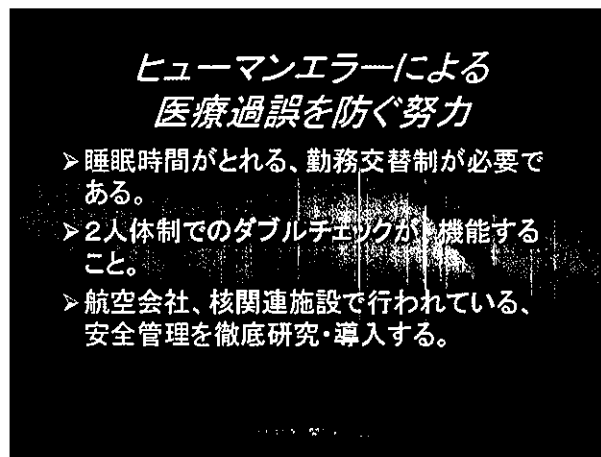 ヒューマンエラーによる
医療過誤を防ぐ努力
➢睡眠時間がとれる、勤務交替制が必要で
ある。
➢2人体制でのダブルチェックが、機能する
こと。
➢航空会社、核関連施設で行われている、
安全管理を徹底研究・導入する。